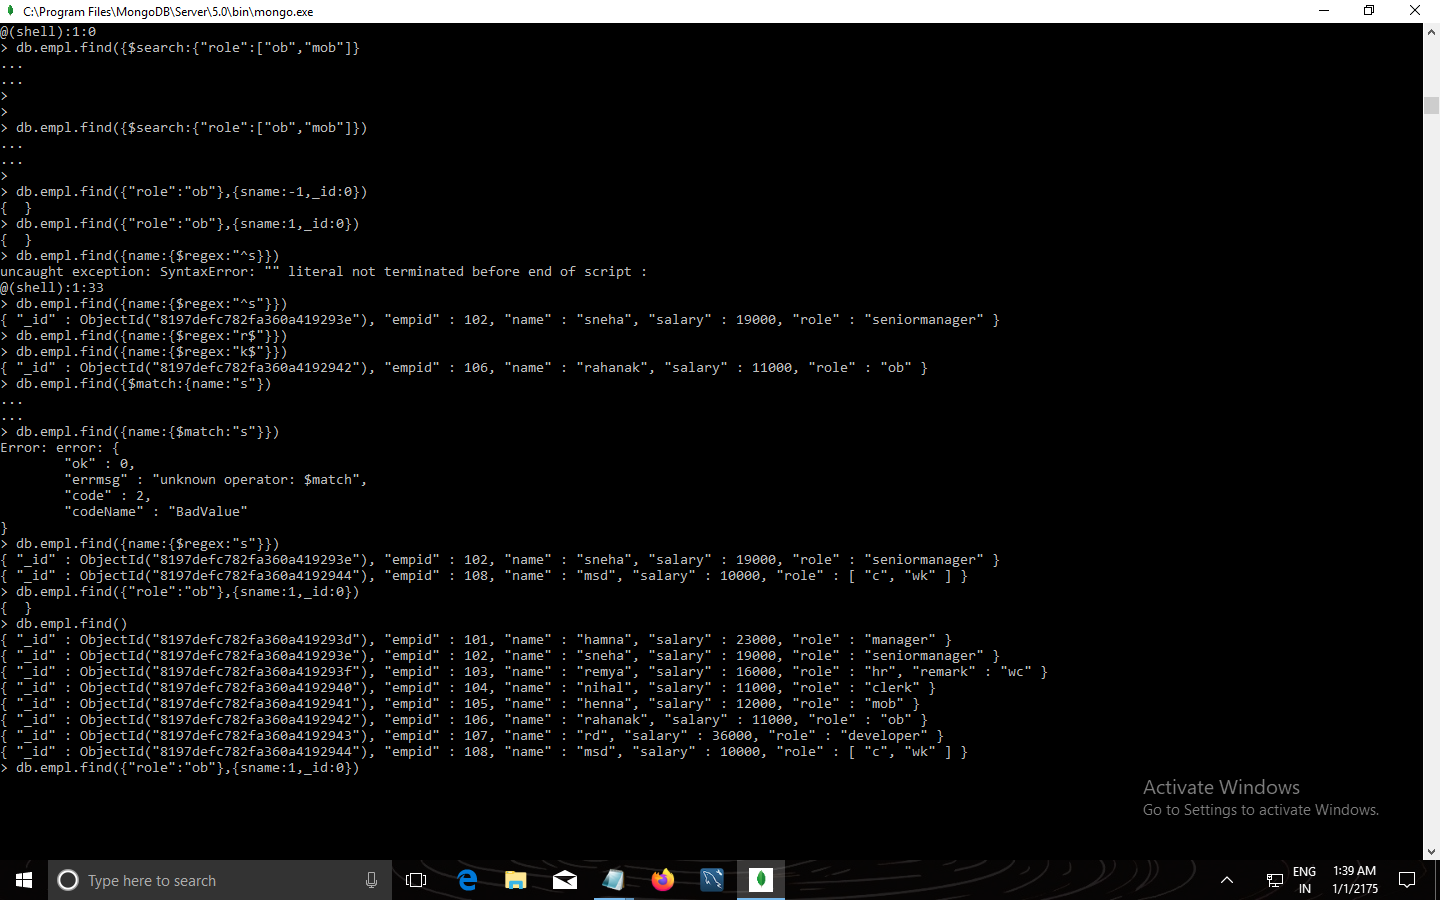 C:\Program Files\MongoDB\Server\5.0\bin\mongo.exe
@(shell):1:0
> db.empl.find({$search:{"role":["ob","mob"]}
...
...
>
>
> db.empl.find({$search:{"role":["ob","mob"]})
...
...
>
> db.empl.find({"role":"ob"},{sname:-1,_id:0})
{  }
> db.empl.find({"role":"ob"},{sname:1,_id:0})
{  }
> db.empl.find({name:{$regex:"^s}})
uncaught exception: SyntaxError: "" literal not terminated before end of script :
@(shell):1:33
> db.empl.find({name:{$regex:"^s"}})
{ "_id" : ObjectId("8197defc782fa360a419293e"), "empid" : 102, "name" : "sneha", "salary" : 19000, "role" : "seniormanager" }
> db.empl.find({name:{$regex:"r$"}})
> db.empl.find({name:{$regex:"k$"}})
{ "_id" : ObjectId("8197defc782fa360a4192942"), "empid" : 106, "name" : "rahanak", "salary" : 11000, "role" : "ob" }
> db.empl.find({$match:{name:"s"})
...
...
> db.empl.find({name:{$match:"s"}})
Error: error: {
        "ok" : 0,
        "errmsg" : "unknown operator: $match",
        "code" : 2,
        "codeName" : "BadValue"
}
> db.empl.find({name:{$regex:"s"}})
{ "_id" : ObjectId("8197defc782fa360a419293e"), "empid" : 102, "name" : "sneha", "salary" : 19000, "role" : "seniormanager" }
{ "_id" : ObjectId("8197defc782fa360a4192944"), "empid" : 108, "name" : "msd", "salary" : 10000, "role" : [ "c", "wk" ] }
> db.empl.find({"role":"ob"},{sname:1,_id:0})
{  }
> db.empl.find()
{ "_id" : ObjectId("8197defc782fa360a419293d"), "empid" : 101, "name" : "hamna", "salary" : 23000, "role" : "manager" }
{ "_id" : ObjectId("8197defc782fa360a419293e"), "empid" : 102, "name" : "sneha", "salary" : 19000, "role" : "seniormanager" }
{ "_id" : ObjectId("8197defc782fa360a419293f"), "empid" : 103, "name" : "remya", "salary" : 16000, "role" : "hr", "remark" : "wc" }
{ "_id" : ObjectId("8197defc782fa360a4192940"), "empid" : 104, "name" : "nihal", "salary" : 11000, "role" : "clerk" }
{ "_id" : ObjectId("8197defc782fa360a4192941"), "empid" : 105, "name" : "henna", "salary" : 12000, "role" : "mob" }
{ "_id" : ObjectId("8197defc782fa360a4192942"), "empid" : 106, "name" : "rahanak", "salary" : 11000, "role" : "ob" }
{ "_id" : ObjectId("8197defc782fa360a4192943"), "empid" : 107, "name" : "rd", "salary" : 36000, "role" : "developer" }
{ "_id" : ObjectId("8197defc782fa360a4192944"), "empid" : 108, "name" : "msd", "salary" : 10000, "role" : [ "c", "wk" ] }
> db.empl.find({"role":"ob"},{sname:1,_id:0})
Activate Windows
Go to Settings to activate Windows.
Type here to search
ENG
IN
1:39 AM
1/1/2175